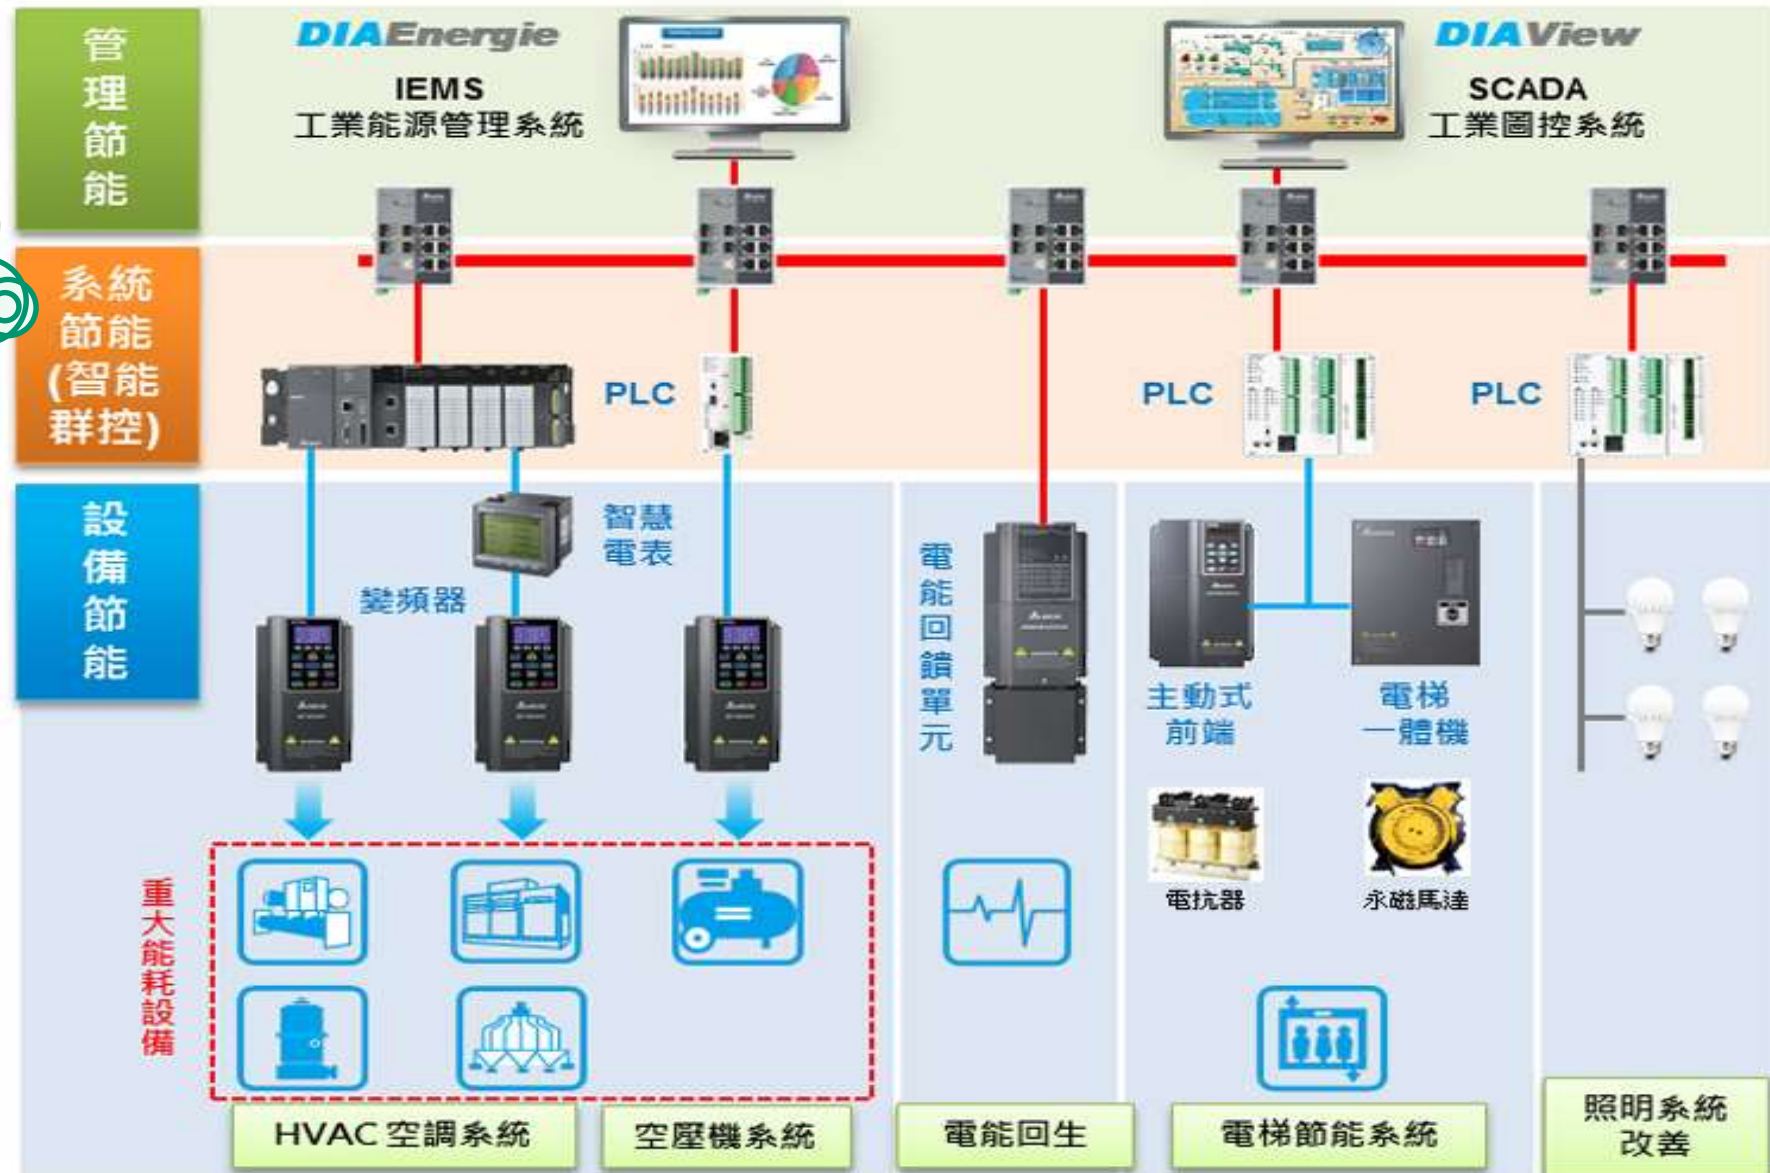 管
理
節
能
DIAEnergie
IEMS
工業能源管理系統
DIAView
SCADA
工業圖控系統
系統
節能
(智能
群控)
PLC
PLC
PLC
設
備
節
能
智慧
電表
變頻器
電
能
回
饋
單
元
主動式
前端
電梯
一體機
電抗器
永磁馬達
重
大
能
耗
設
備
HVAC 空調系統
空壓機系統
電能回生
電梯節能系統
照明系統
改善